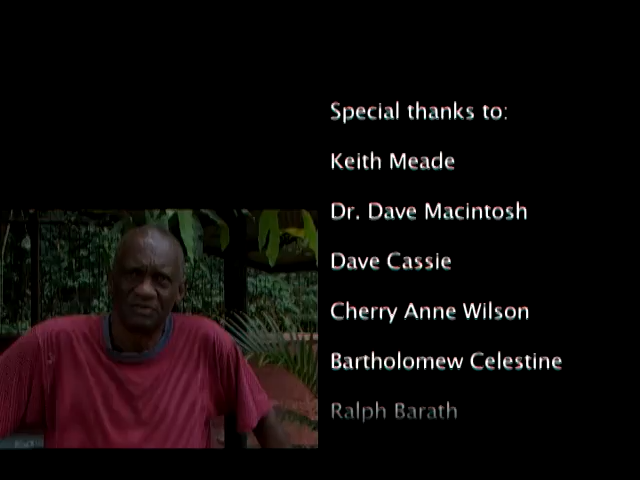 Special thanks to:
Keith Meade
Dr. Dave Macintosh
Dave Cassie
Cherry Anne Wilson
Bartholomew Celestine
Ralph Barath